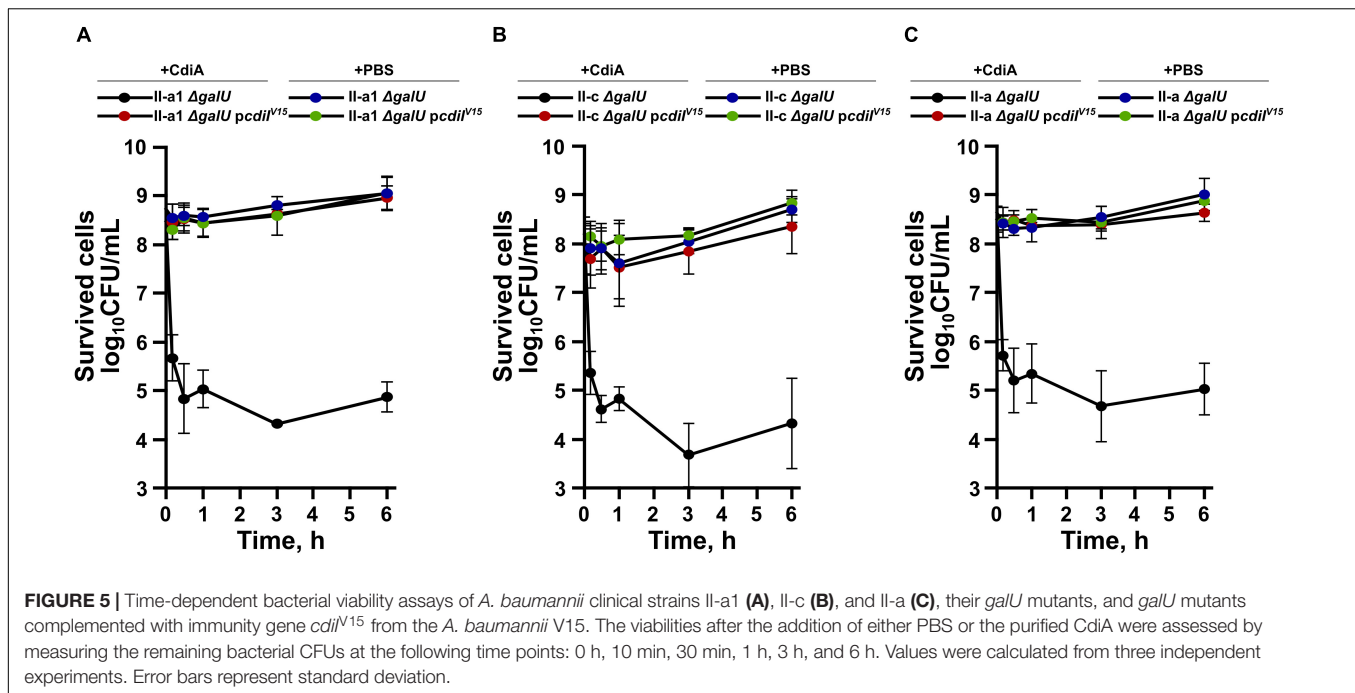 A
+CdiA +PBS
II-a1 ΔgalU II-a1 ΔgalU
II-a1 ΔgalU pcdiI^V15 II-a1 ΔgalU pcdiI^V15
Survived cells
log₁₀CFU/mL
10
9
8
7
6
5
4
3
0 1 2 3 4 5 6
Time, h
B
+CdiA +PBS
II-c ΔgalU II-c ΔgalU
II-c ΔgalU pcdiI^V15 II-c ΔgalU pcdiI^V15
Survived cells
log₁₀CFU/mL
10
9
8
7
6
5
4
3
0 1 2 3 4 5 6
Time, h
C
+CdiA +PBS
II-a ΔgalU II-a ΔgalU
II-a ΔgalU pcdiI^V15 II-a ΔgalU pcdiI^V15
Survived cells
log₁₀CFU/mL
10
9
8
7
6
5
4
3
0 1 2 3 4 5 6
Time, h
FIGURE 5 | Time-dependent bacterial viability assays of A. baumannii clinical strains II-a1 (A), II-c (B), and II-a (C), their galU mutants, and galU mutants
complemented with immunity gene cdiI^V15 from the A. baumannii V15. The viabilities after the addition of either PBS or the purified CdiA were assessed by
measuring the remaining bacterial CFUs at the following time points: 0 h, 10 min, 30 min, 1 h, 3 h, and 6 h. Values were calculated from three independent
experiments. Error bars represent standard deviation.